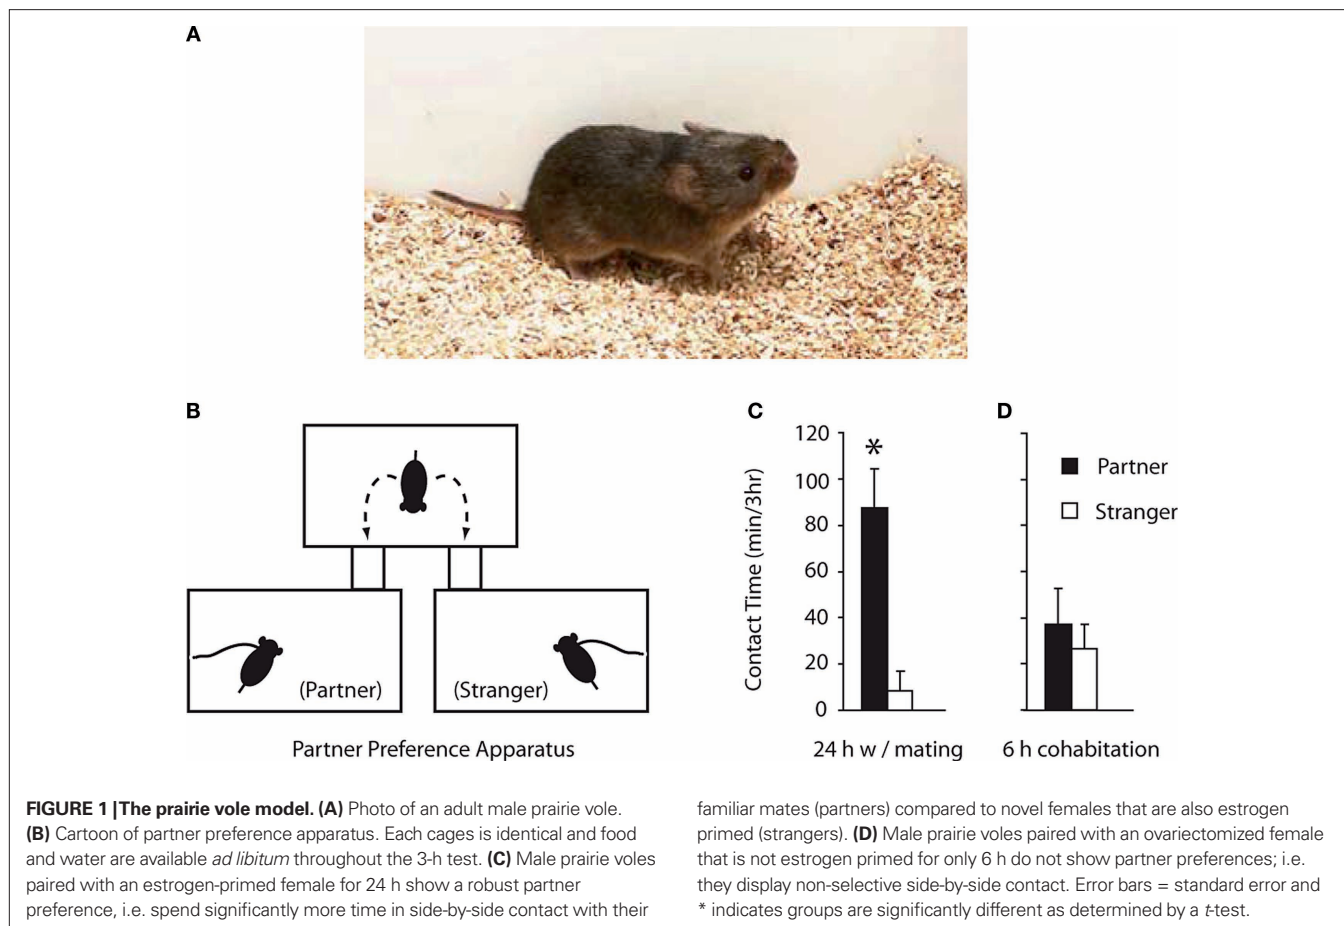 A
B
(Partner)
(Stranger)
Partner Preference Apparatus
C
Contact Time (min/3hr)
120
100
80
60
40
20
0
*
24 h w / mating
D
Partner
Stranger
6 h cohabitation
FIGURE 1 | The prairie vole model. (A) Photo of an adult male prairie vole.
(B) Cartoon of partner preference apparatus. Each cages is identical and food
and water are available ad libitum throughout the 3-h test. (C) Male prairie voles
paired with an estrogen-primed female for 24 h show a robust partner
preference, i.e. spend significantly more time in side-by-side contact with their
familiar mates (partners) compared to novel females that are also estrogen
primed (strangers). (D) Male prairie voles paired with an ovariectomized female
that is not estrogen primed for only 6 h do not show partner preferences; i.e.
they display non-selective side-by-side contact. Error bars = standard error and
* indicates groups are significantly different as determined by a t-test.